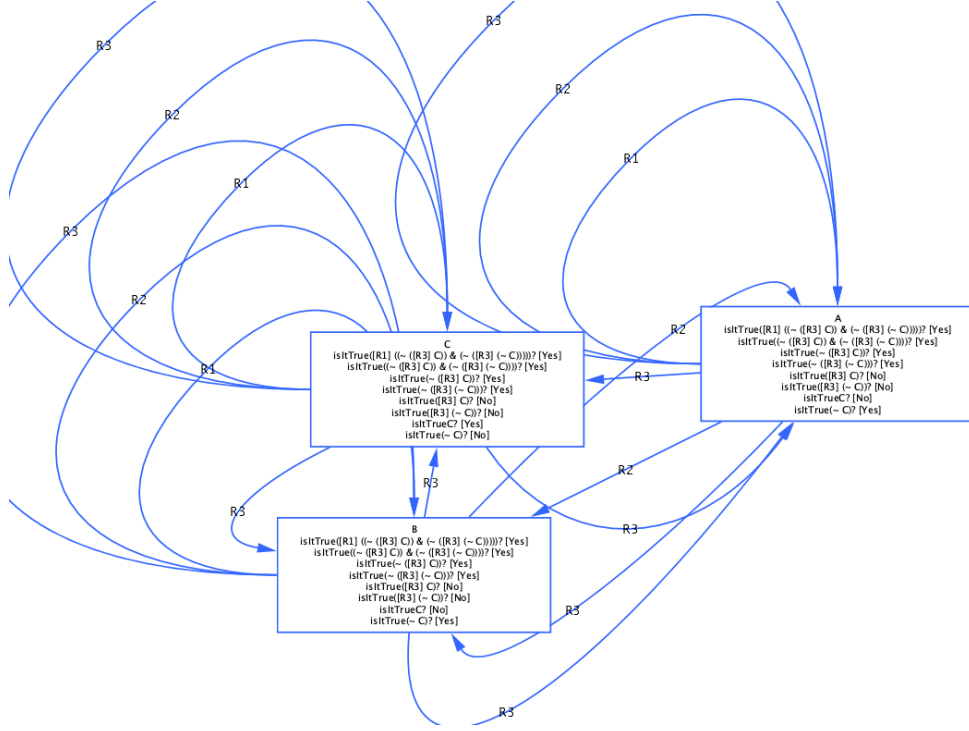 R3
R3
R2
R2
R1
R1
R3
R2
R2
R1
R3
A
isItTrue([R1] ((~ ([R3] C)) & (~ ([R3] (~ C)))))? [Yes]
isItTrue((~ ([R3] C)) & (~ ([R3] (~ C))))? [Yes]
isItTrue(~ ([R3] C))? [Yes]
isItTrue(~ ([R3] (~ C)))? [Yes]
isItTrue([R3] C)? [No]
isItTrue([R3] (~ C))? [No]
isItTrueC? [No]
isItTrue(~ C)? [Yes]
C
isItTrue([R1] ((~ ([R3] C)) & (~ ([R3] (~ C)))))? [Yes]
isItTrue((~ ([R3] C)) & (~ ([R3] (~ C))))? [Yes]
isItTrue(~ ([R3] C))? [Yes]
isItTrue(~ ([R3] (~ C)))? [Yes]
isItTrue([R3] C)? [No]
isItTrue([R3] (~ C))? [No]
isItTrueC? [Yes]
isItTrue(~ C)? [No]
R2
R3
R3
R3
R3
B
isItTrue([R1] ((~ ([R3] C)) & (~ ([R3] (~ C)))))? [Yes]
isItTrue((~ ([R3] C)) & (~ ([R3] (~ C))))? [Yes]
isItTrue(~ ([R3] C))? [Yes]
isItTrue(~ ([R3] (~ C)))? [Yes]
isItTrue([R3] C)? [No]
isItTrue([R3] (~ C))? [No]
isItTrueC? [No]
isItTrue(~ C)? [Yes]
R3
R3